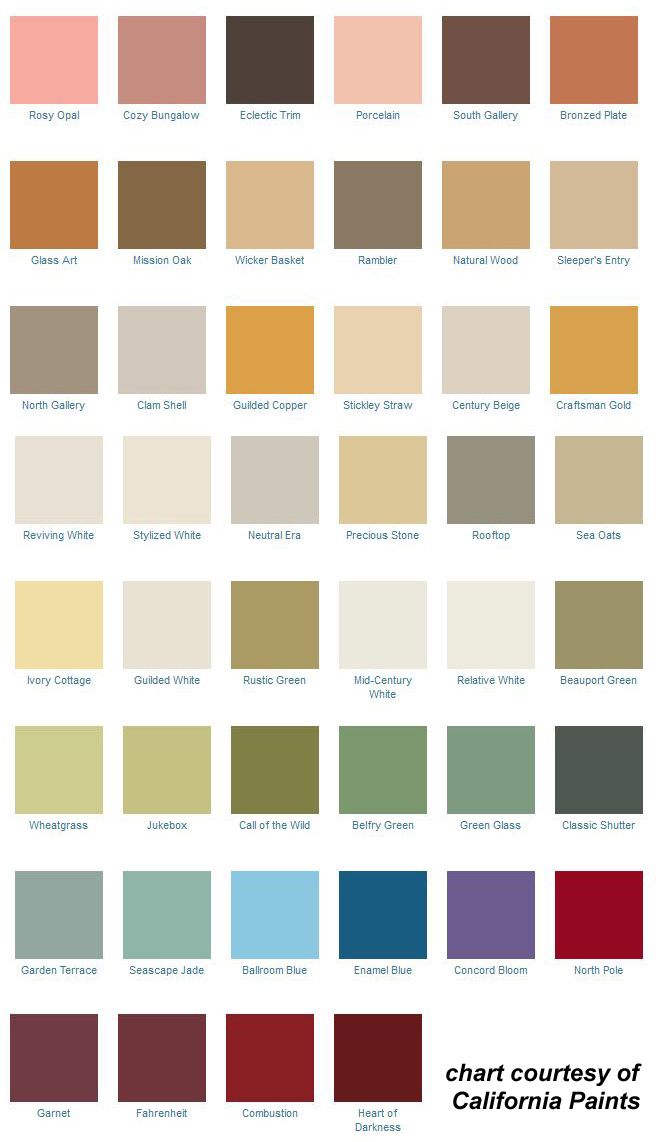 Rosy Opal Cozy Bungalow Eclectic Trim Porcelain South Gallery Bronzed Plate
Glass Art Mission Oak Wicker Basket Rambler Natural Wood Sleeper's Entry
North Gallery Clam Shell Guilded Copper Stickley Straw Century Beige Craftsman Gold
Reviving White Stylized White Neutral Era Precious Stone Rooftop Sea Oats
Ivory Cottage Guilded White Rustic Green Mid-Century Relative White Beauport Green
White
Wheatgrass Jukebox Call of the Wild Belfry Green Green Glass Classic Shutter
Garden Terrace Seascape Jade Ballroom Blue Enamel Blue Concord Bloom North Pole
Garnet Fahrenheit Combustion Heart of
Darkness
chart courtesy of
California Paints